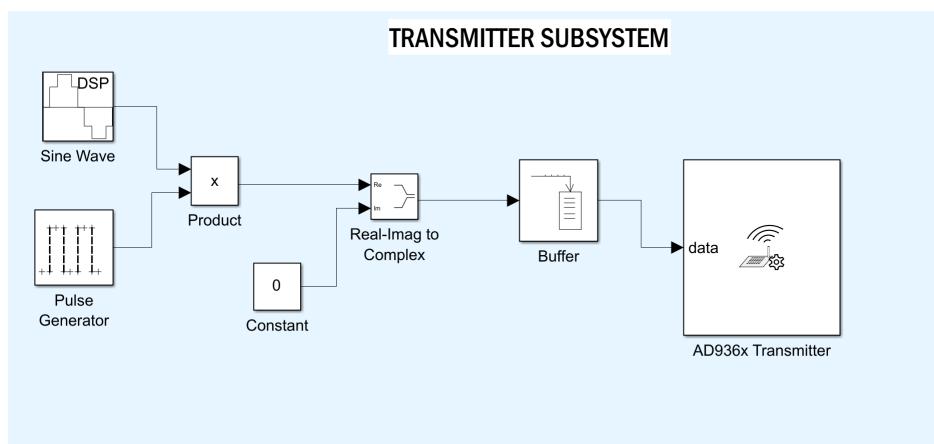 TRANSMITTER SUBSYSTEM
DSP
Sine Wave
x
Product
Pulse
Generator
0
Constant
Re
Im
Real-Imag to
Complex
Buffer
data
AD936x Transmitter